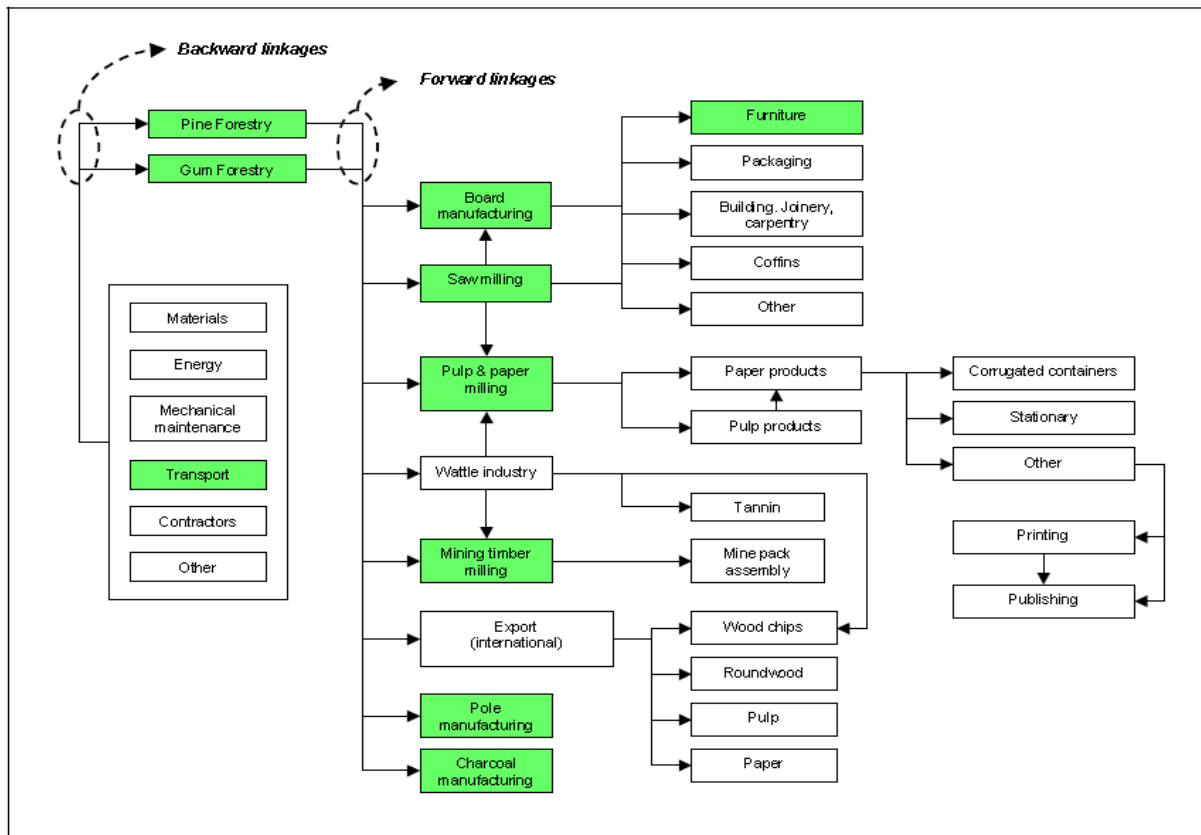 Backward linkages
Forward linkages
Pine Forestry
Gum Forestry
Materials
Energy
Mechanical
maintenance
Transport
Contractors
Other
Board
manufacturing
Saw milling
Pulp & paper
milling
Wattle industry
Mining timber
milling
Export
(international)
Pole
manufacturing
Charcoal
manufacturing
Furniture
Packaging
Building. Joinery,
carpentry
Coffins
Other
Paper products
Pulp products
Tannin
Mine pack
assembly
Wood chips
Roundwood
Pulp
Paper
Corrugated containers
Stationary
Other
Printing
Publishing